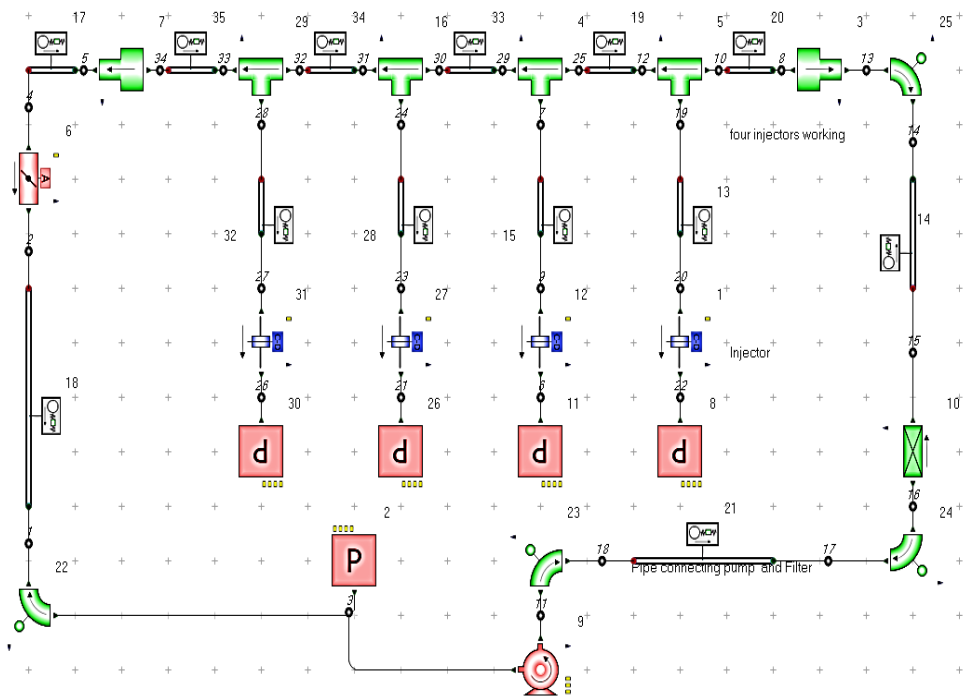 17 7 35 29 34 16 33 4 19 5 20 3 25
5 34 33 32 31 30 29 25 12 10 8 13
4
28 24 7 19 four injectors working 14
6
A
13
14
2
32 28 15
27 23 9 20
31 27 12 1
15
Injector
18
26 21 6 22
30 26 11 8 10
P P P P
16
1
2 23 21 24
P
18 17
22 Pipe connecting pump and Filter
3 11 9